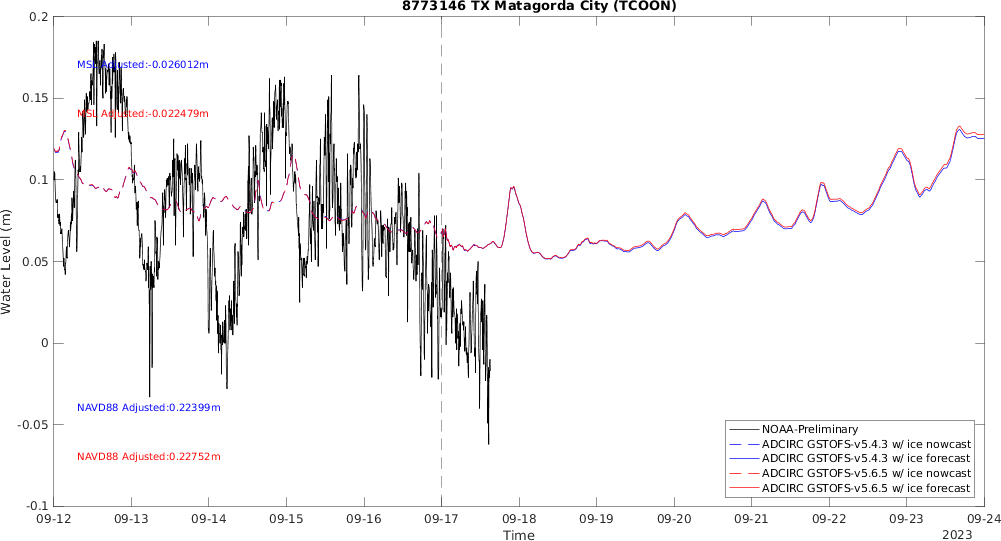 8773146 TX Matagorda City (TCOON)
0.2
0.15
0.1
0.05
0
-0.05
-0.1
Water Level (m)
MSL Adjusted:-0.026012m
MSL Adjusted:-0.022479m
NAVD88 Adjusted:0.22399m
NAVD88 Adjusted:0.22752m
NOAA-Preliminary
ADCIRC GSTOFS-v5.4.3 w/ ice nowcast
ADCIRC GSTOFS-v5.4.3 w/ ice forecast
ADCIRC GSTOFS-v5.6.5 w/ ice nowcast
ADCIRC GSTOFS-v5.6.5 w/ ice forecast
09-12 09-13 09-14 09-15 09-16 09-17 09-18 09-19 09-20 09-21 09-22 09-23 09-24
Time
2023